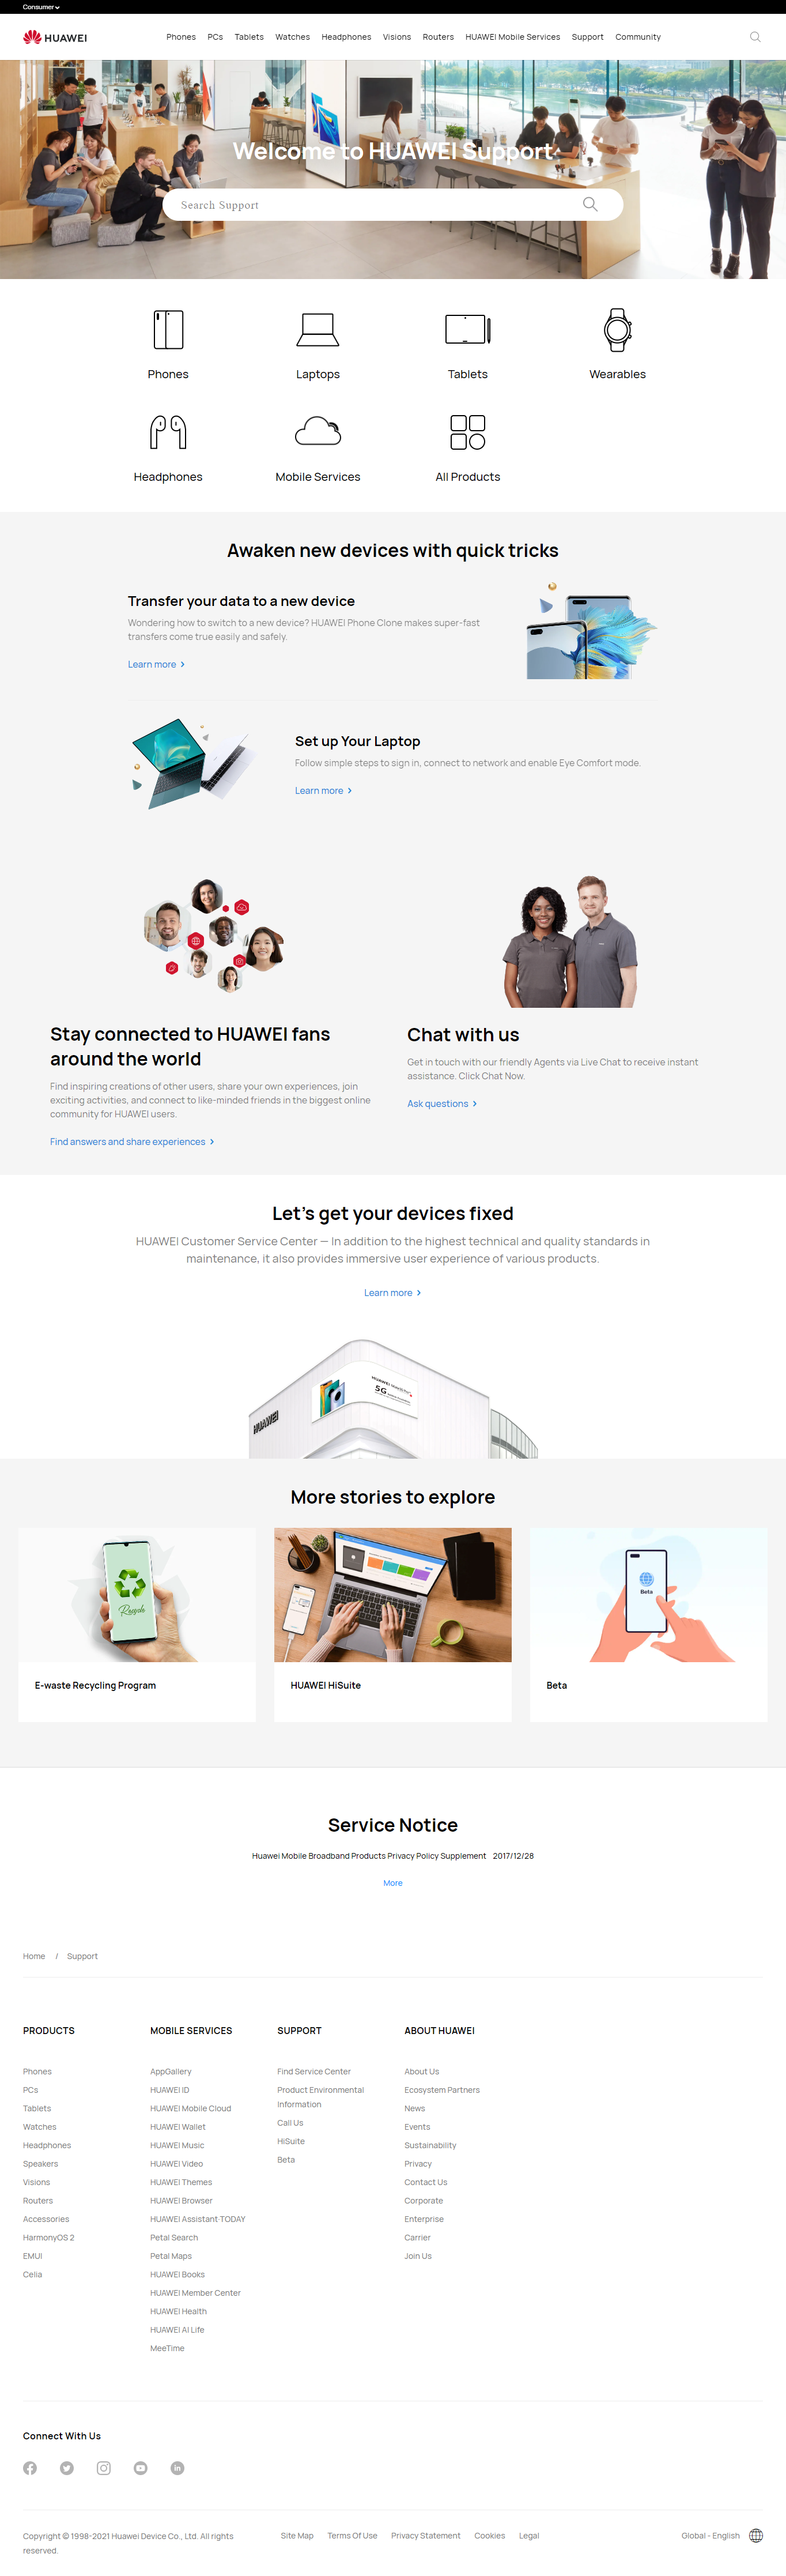 Consumer
HUAWEI
Phones PCs Tablets Watches Headphones Visions Routers HUAWEI Mobile Services Support Community
Welcome to HUAWEI Support
Search Support
Phones
Laptops
Tablets
Wearables
Headphones
Mobile Services
All Products
Awaken new devices with quick tricks
Transfer your data to a new device
Wondering how to switch to a new device? HUAWEI Phone Clone makes super-fast
transfers come true easily and safely.
Learn more
Set up Your Laptop
Follow simple steps to sign in, connect to network and enable Eye Comfort mode.
Learn more
Stay connected to HUAWEI fans
around the world
Find inspiring creations of other users, share your own experiences, join
exciting activities, and connect to like-minded friends in the biggest online
community for HUAWEI users.
Find answers and share experiences
Chat with us
Get in touch with our friendly Agents via Live Chat to receive instant
assistance. Click Chat Now.
Ask questions
Let's get your devices fixed
HUAWEI Customer Service Center — In addition to the highest technical and quality standards in
maintenance, it also provides immersive user experience of various products.
Learn more
HUAWEI
5G
More stories to explore
Recycle
Beta
E-waste Recycling Program
HUAWEI HiSuite
Beta
Service Notice
Huawei Mobile Broadband Products Privacy Policy Supplement 2017/12/28
More
Home / Support
PRODUCTS
Phones
PCs
Tablets
Watches
Headphones
Speakers
Visions
Routers
Accessories
HarmonyOS 2
EMUI
Celia
MOBILE SERVICES
AppGallery
HUAWEI ID
HUAWEI Mobile Cloud
HUAWEI Wallet
HUAWEI Music
HUAWEI Video
HUAWEI Themes
HUAWEI Browser
HUAWEI Assistant·TODAY
Petal Search
Petal Maps
HUAWEI Books
HUAWEI Member Center
HUAWEI Health
HUAWEI AI Life
MeeTime
SUPPORT
Find Service Center
Product Environmental
Information
Call Us
HiSuite
Beta
ABOUT HUAWEI
About Us
Ecosystem Partners
News
Events
Sustainability
Privacy
Contact Us
Corporate
Enterprise
Carrier
Join Us
Connect With Us
Copyright © 1998-2021 Huawei Device Co., Ltd. All rights
reserved.
Site Map Terms Of Use Privacy Statement Cookies Legal
Global - English